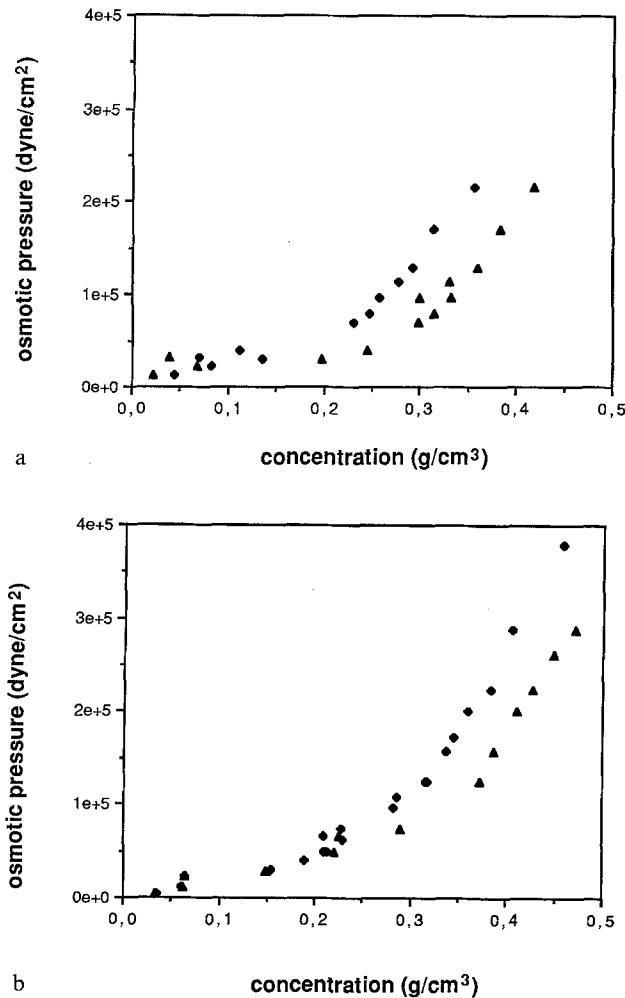 4e+5
3e+5
2e+5
1e+5
0e+0
osmotic pressure (dyne/cm²)
0,0 0,1 0,2 0,3 0,4 0,5
a
concentration (g/cm³)
4e+5
3e+5
2e+5
1e+5
0e+0
osmotic pressure (dyne/cm²)
0,0 0,1 0,2 0,3 0,4 0,5
b
concentration (g/cm³)